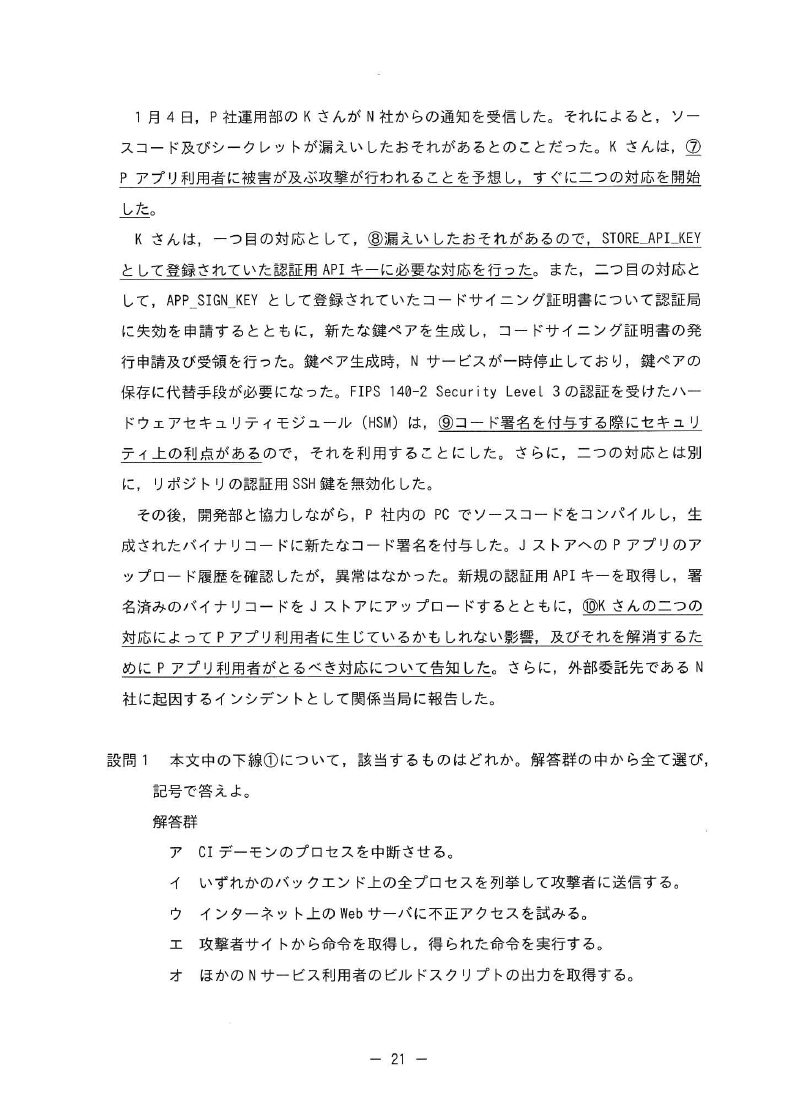 1月4日，P社運用部のKさんがN社からの通知を受信した。それによると，ソー
スコード及びシークレットが漏えいしたおそれがあるとのことだった。Kさんは，⑦
Pアプリ利用者に被害が及ぶ攻撃が行われることを予想し，すぐに二つの対応を開始
した。
Kさんは，一つ目の対応として，⑧漏えいしたおそれがあるので，STORE_API_KEY
として登録されていた認証用APIキーに必要な対応を行った。また，二つ目の対応と
して，APP_SIGN_KEYとして登録されていたコードサイニング証明書について認証局
に失効を申請するとともに，新たな鍵ペアを生成し，コードサイニング証明書の発
行申請及び受領を行った。鍵ペア生成時，Nサービスが一時停止しており，鍵ペアの
保存に代替手段が必要になった。FIPS 140-2 Security Level 3の認証を受けたハー
ドウェアセキュリティモジュール（HSM）は，⑨コード署名を付与する際にセキュリ
ティ上の利点があるので，それを利用することにした。さらに，二つの対応とは別
に，リポジトリの認証用SSH鍵を無効化した。
その後，開発部と協力しながら，P社内のPCでソースコードをコンパイルし，生
成されたバイナリコードに新たなコード署名を付与した。JストアへのPアプリのア
ップロード履歴を確認したが，異常はなかった。新規の認証用APIキーを取得し，署
名済みのバイナリコードをJストアにアップロードするとともに，⑩Kさんの二つの
対応によってPアプリ利用者に生じているかもしれない影響，及びそれを解消するた
めにPアプリ利用者がとるべき対応について告知した。さらに，外部委託先であるN
社に起因するインシデントとして関係当局に報告した。
設問1 本文中の下線①について，該当するものはどれか。解答群の中から全て選び，
記号で答えよ。
解答群
ア CIデーモンのプロセスを中断させる。
イ いずれかのバックエンド上の全プロセスを列挙して攻撃者に送信する。
ウ インターネット上のWebサーバに不正アクセスを試みる。
エ 攻撃者サイトから命令を取得し，得られた命令を実行する。
オ ほかのNサービス利用者のビルドスクリプトの出力を取得する。
－ 21 －